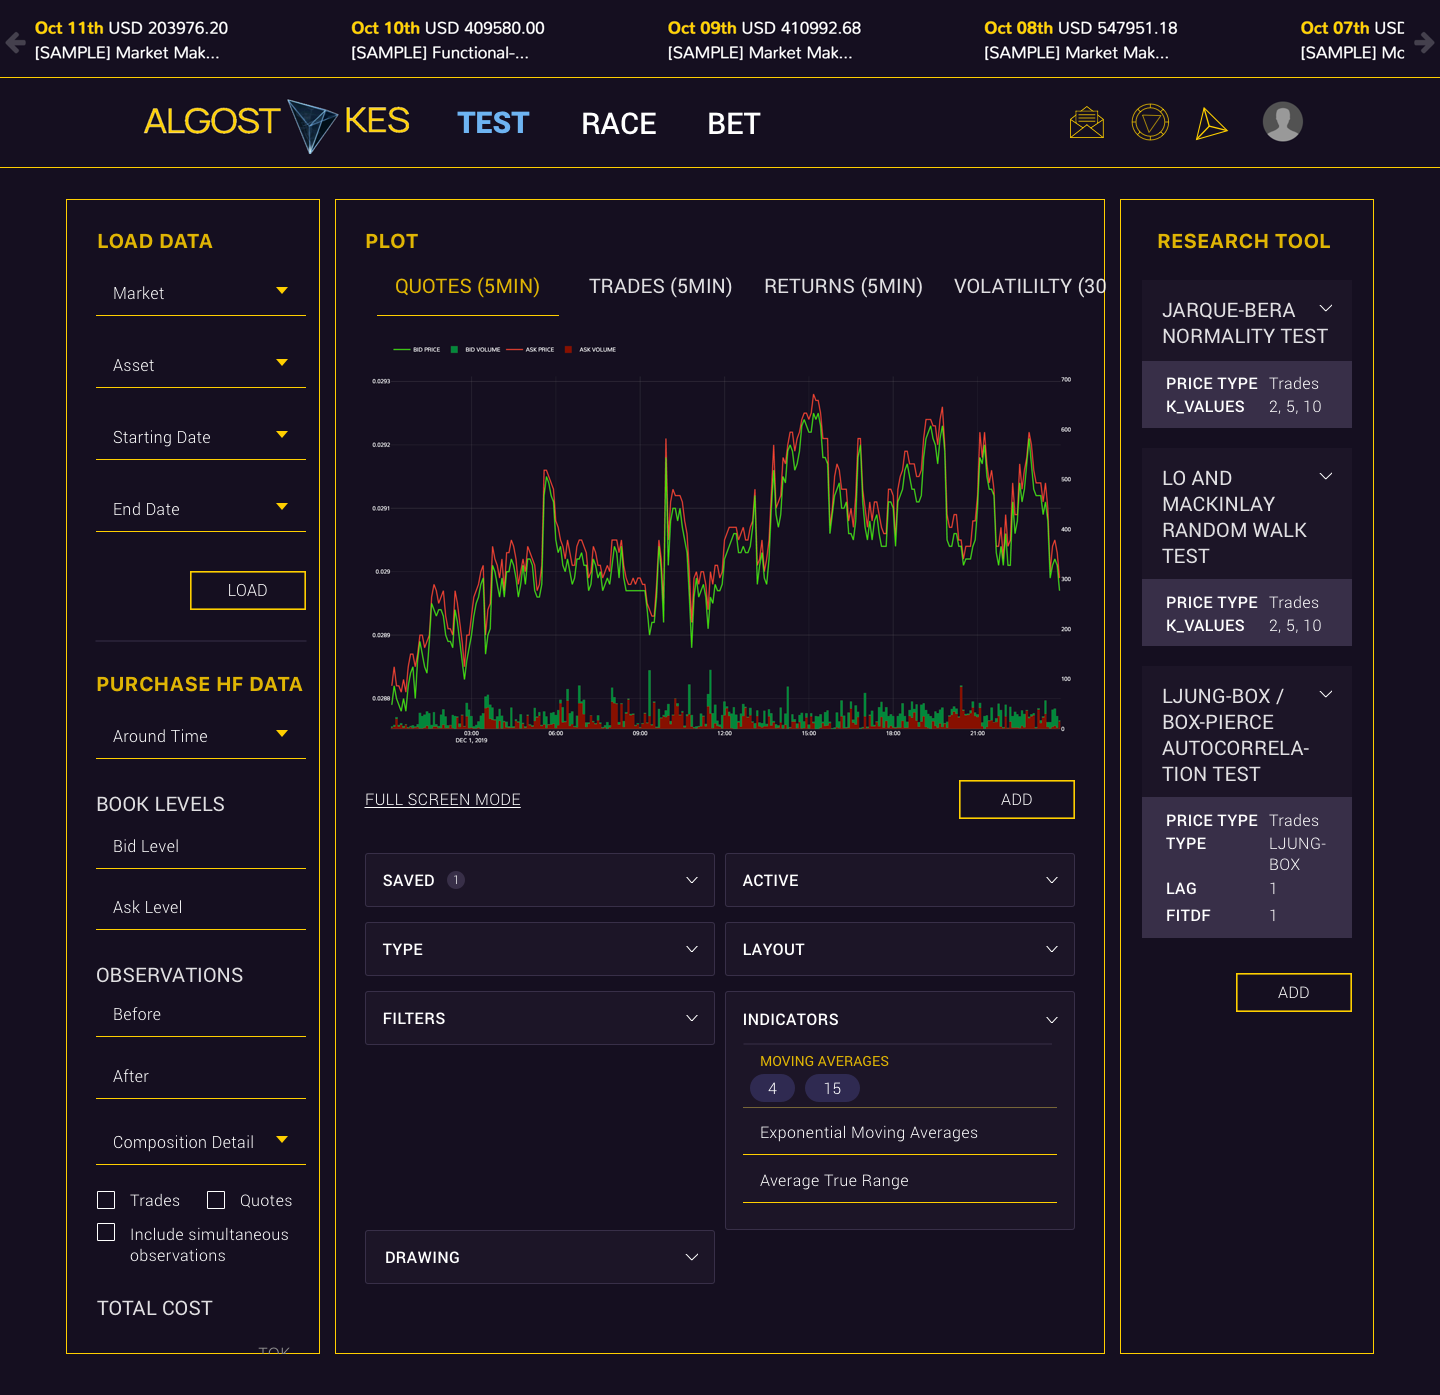 Oct 11th USD 203976.20
[SAMPLE] Market Mak...
Oct 10th USD 409580.00
[SAMPLE] Functional-...
Oct 09th USD 410992.68
[SAMPLE] Market Mak...
Oct 08th USD 547951.18
[SAMPLE] Market Mak...
Oct 07th USD
[SAMPLE] Mc
ALGOST KES
TEST
RACE
BET
LOAD DATA
Market
Asset
Starting Date
End Date
LOAD
PURCHASE HF DATA
Around Time
BOOK LEVELS
Bid Level
Ask Level
OBSERVATIONS
Before
After
Composition Detail
Trades
Quotes
Include simultaneous
observations
TOTAL COST
PLOT
QUOTES (5MIN)
TRADES (5MIN)
RETURNS (5MIN)
VOLATILILTY (30
BID PRICE
BID VOLUME
ASK PRICE
ASK VOLUME
0.0293
0.0292
0.0291
0.029
0.0289
0.0288
700
600
500
400
300
200
100
0
03:00
DEC 1, 2019
06:00
09:00
12:00
15:00
18:00
21:00
FULL SCREEN MODE
ADD
SAVED 1
ACTIVE
TYPE
LAYOUT
FILTERS
INDICATORS
MOVING AVERAGES
4 15
Exponential Moving Averages
Average True Range
DRAWING
RESEARCH TOOL
JARQUE-BERA
NORMALITY TEST
PRICE TYPE Trades
K_VALUES 2, 5, 10
LO AND
MACKINLAY
RANDOM WALK
TEST
PRICE TYPE Trades
K_VALUES 2, 5, 10
LJUNG-BOX /
BOX-PIERCE
AUTOCORRELA-
TION TEST
PRICE TYPE Trades
TYPE LJUNG-
BOX
LAG 1
FITDF 1
ADD